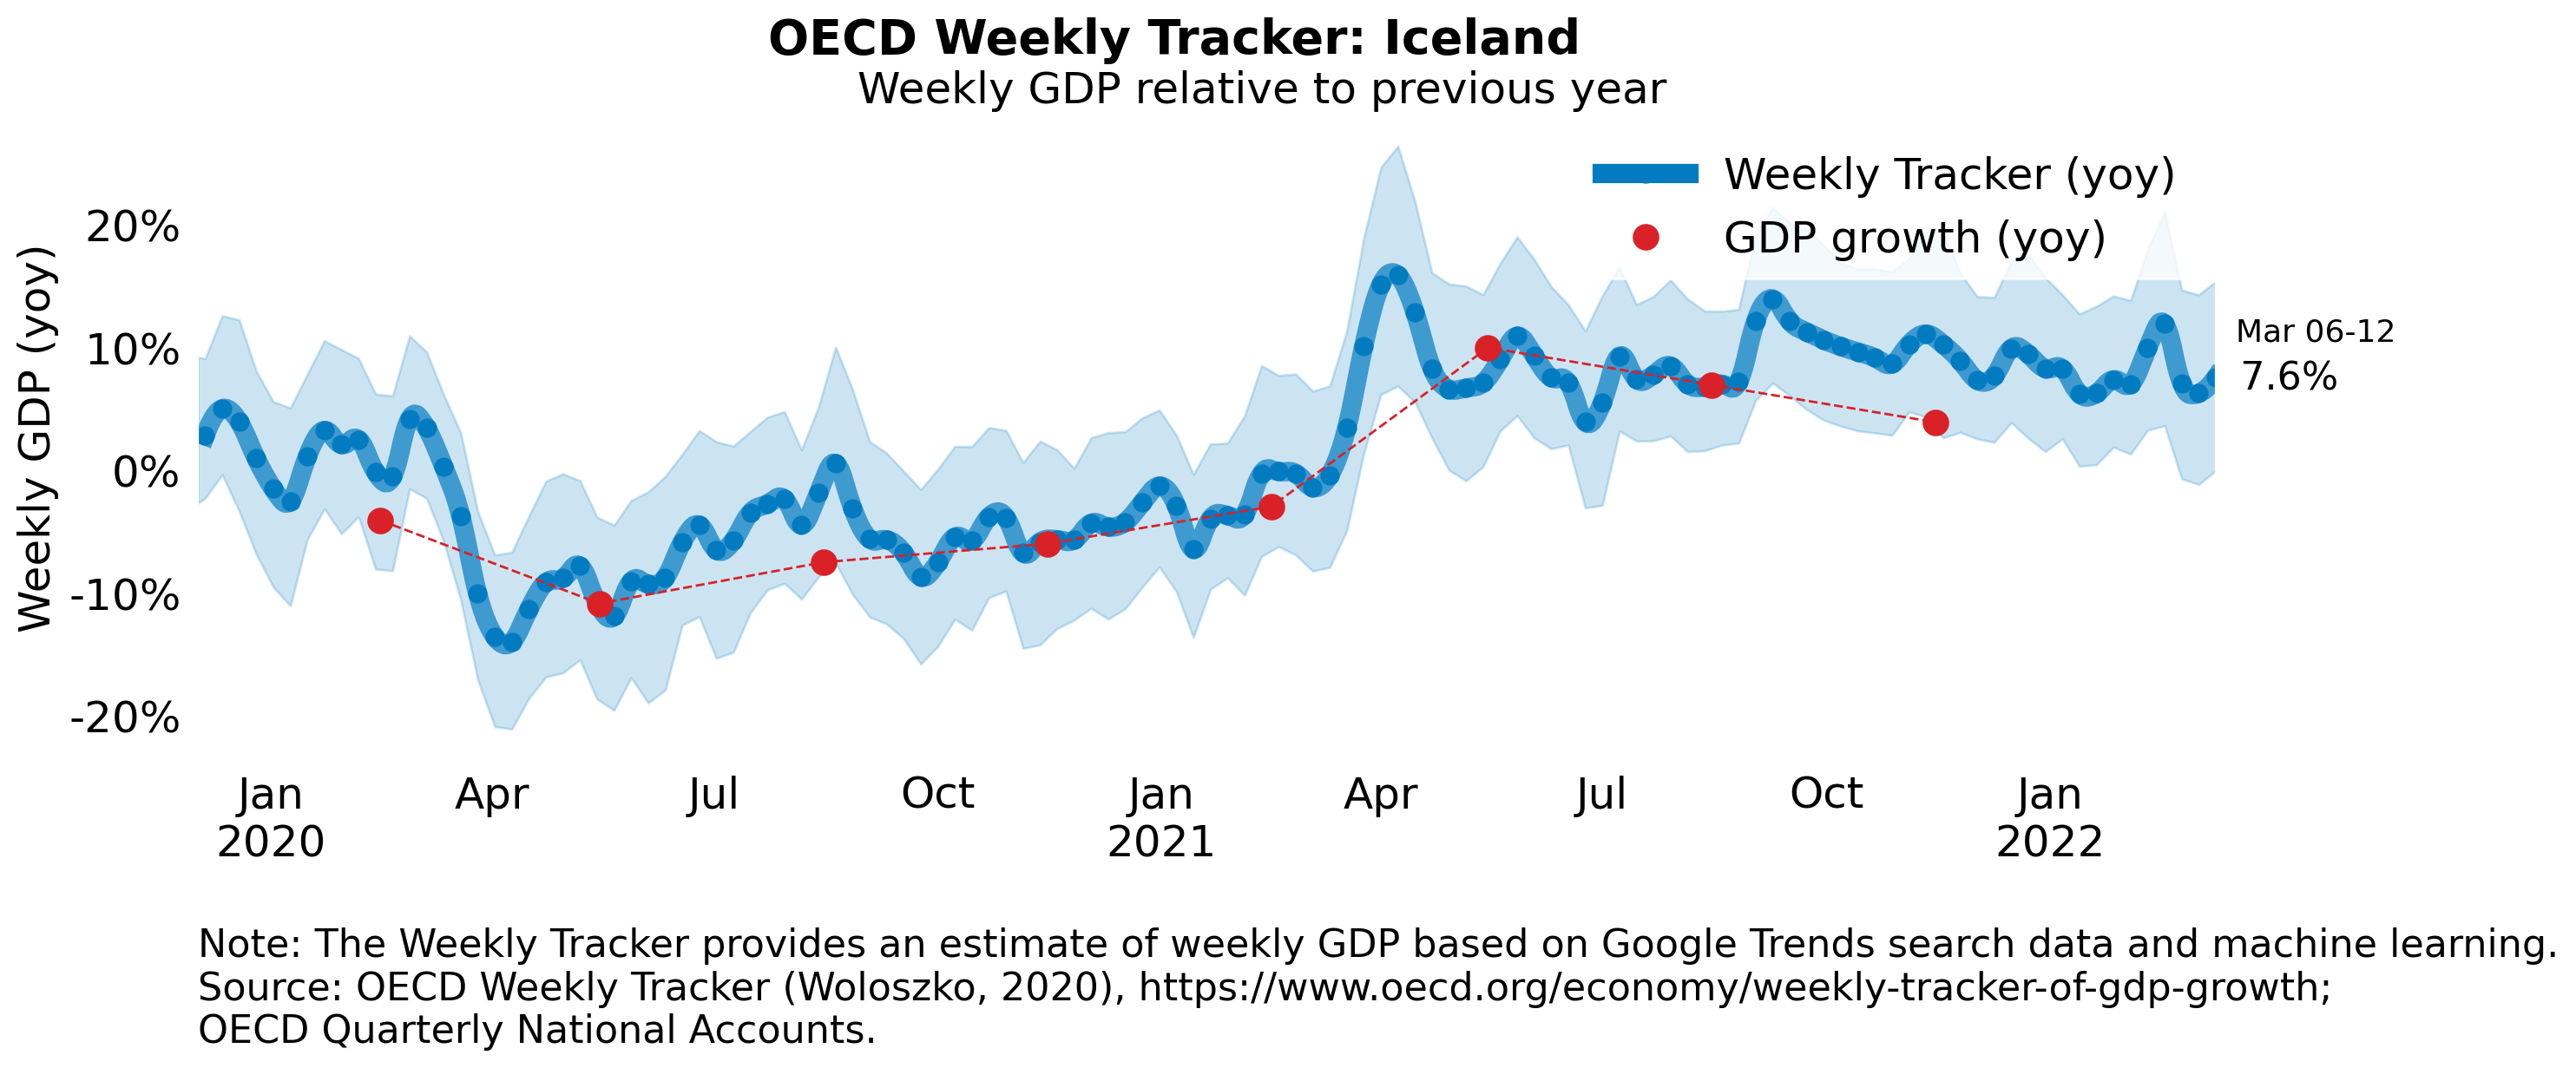 OECD Weekly Tracker: Iceland
Weekly GDP relative to previous year
Weekly Tracker (yoy)
GDP growth (yoy)
Weekly GDP (yoy)
20%
10%
0%
-10%
-20%
Mar 06-12
7.6%
Jan Apr Jul Oct Jan Apr Jul Oct Jan
2020 2021 2022
Note: The Weekly Tracker provides an estimate of weekly GDP based on Google Trends search data and machine learning.
Source: OECD Weekly Tracker (Woloszko, 2020), https://www.oecd.org/economy/weekly-tracker-of-gdp-growth;
OECD Quarterly National Accounts.